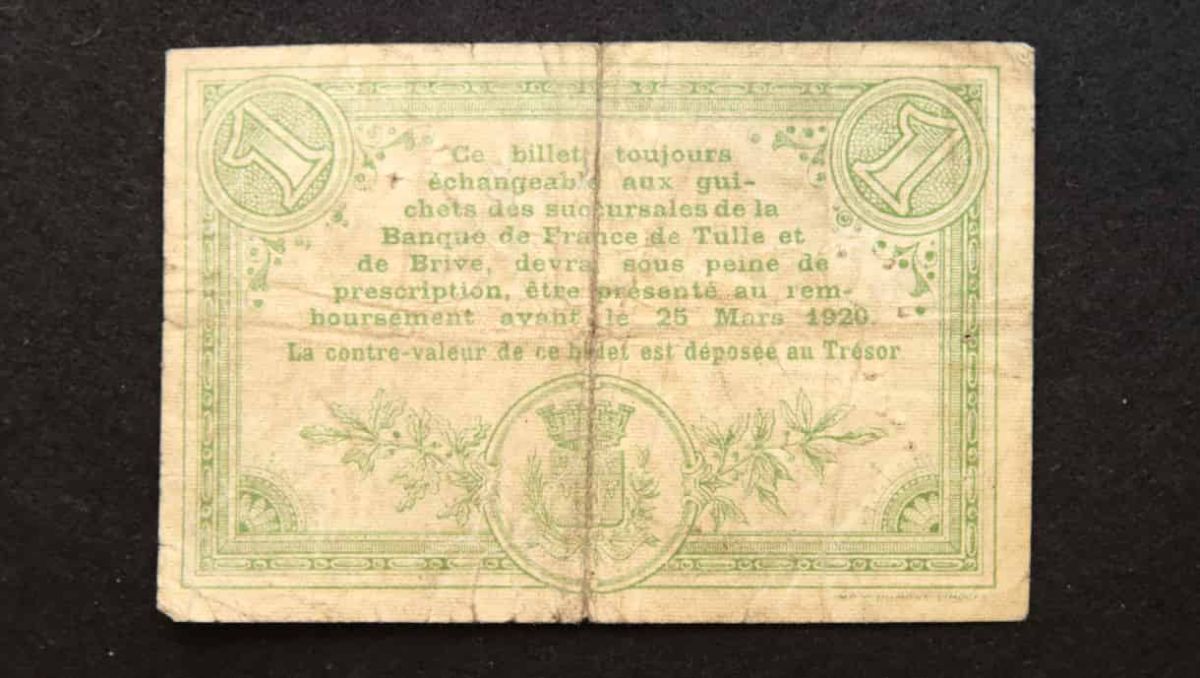 1 1
Ce billet toujours
échangeable aux gui-
chets des succursales de la
Banque de France de Tulle et
de Brive, devra sous peine de
prescription, être présenté au rem-
boursement avant le 25 Mars 1920.
La contre-valeur de ce billet est déposée au Trésor